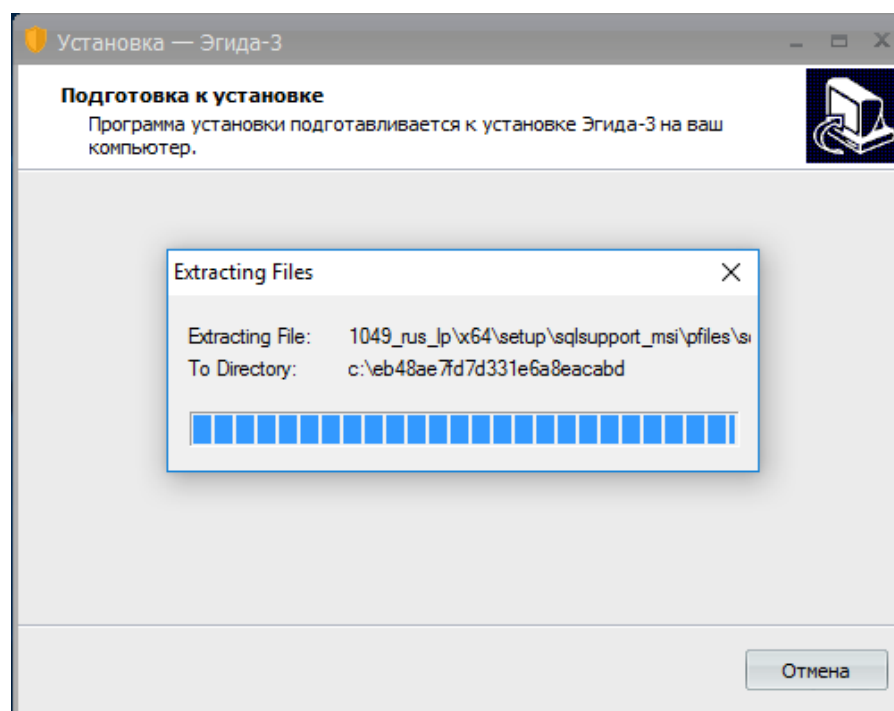 Установка — Эгида-3
Подготовка к установке
Программа установки подготавливается к установке Эгида-3 на ваш
компьютер.
Extracting Files
Extracting File: 1049_rus_lp\x64\setup\sqlsupport_msi\pfiles\s
To Directory: c:\eb48ae7fd7d331e6a8eacabd
Отмена